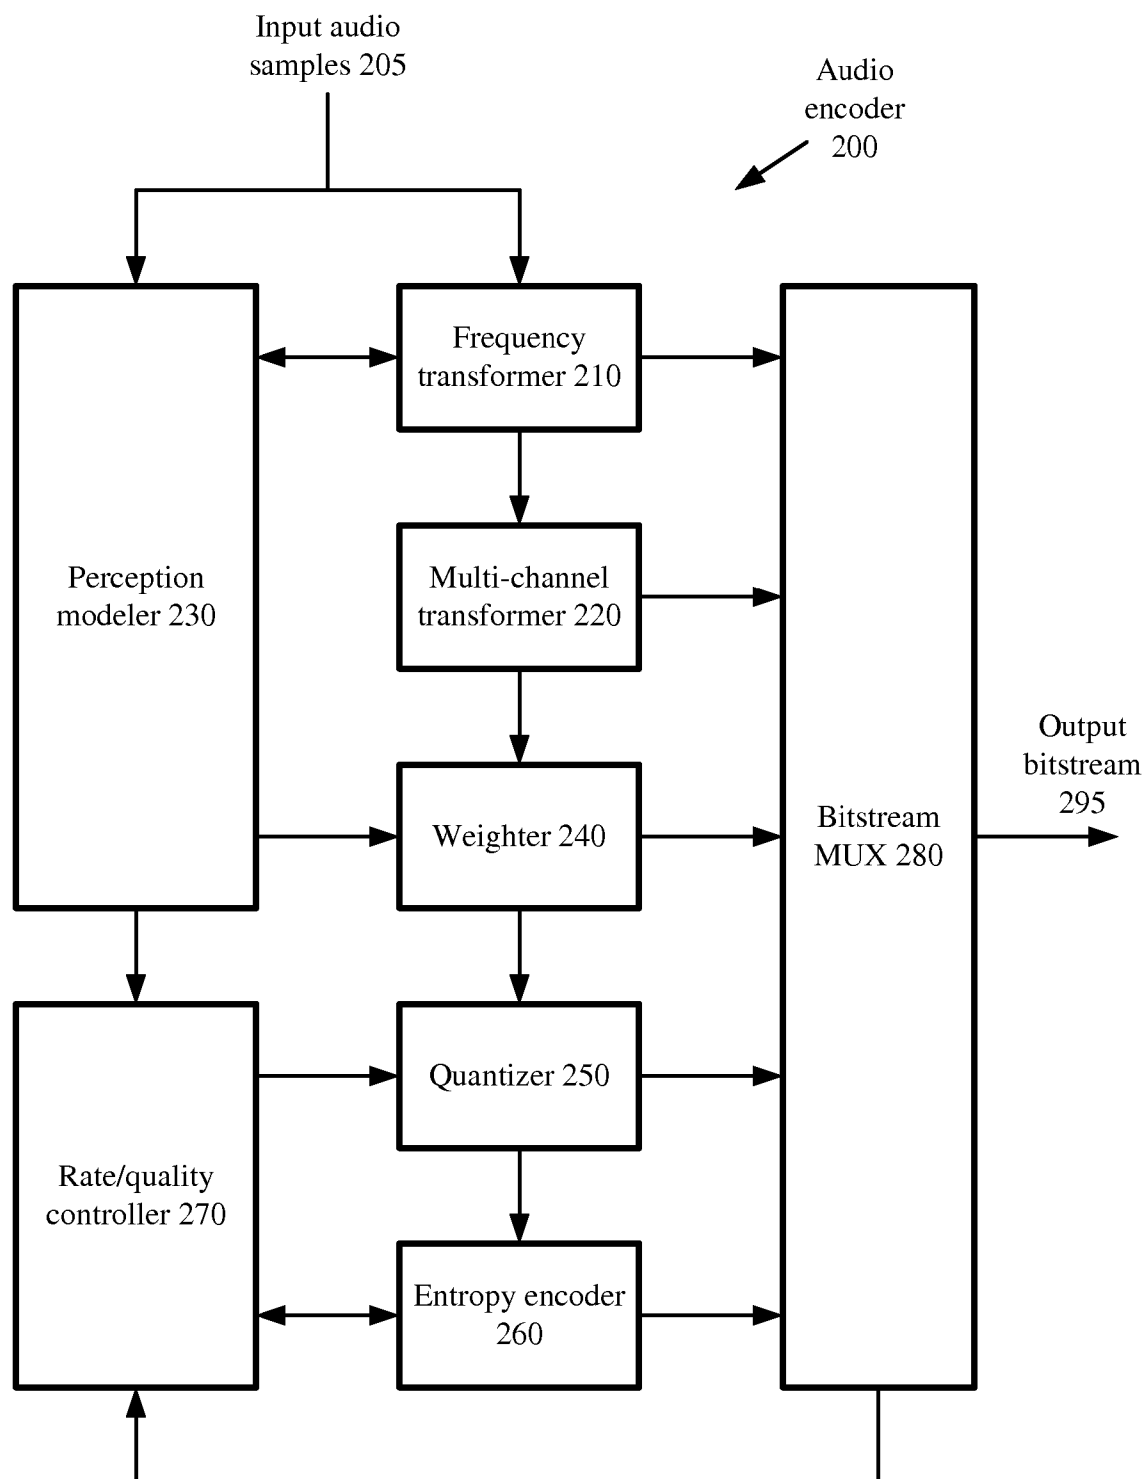 Input audio
samples 205
Audio
encoder
200
Frequency
transformer 210
Perception
modeler 230
Multi-channel
transformer 220
Output
bitstream
295
Weighter 240
Bitstream
MUX 280
Quantizer 250
Rate/quality
controller 270
Entropy encoder
260